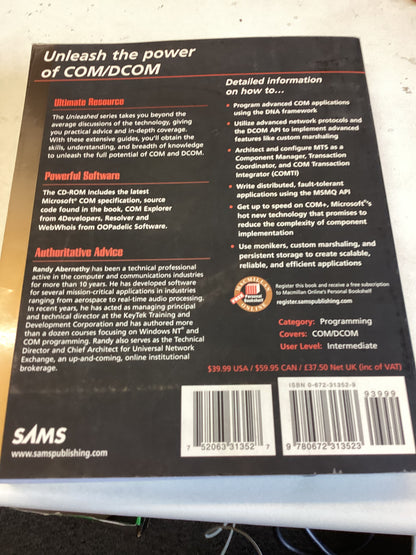 Unleash the power
of COM/DCOM
Ultimate Resource
The Unleashed series takes you beyond the
average discussions of the technology, giving
you practical advice and in-depth coverage.
With these extensive guides, you'll obtain the
skills, understanding, and breadth of knowledge
to unleash the full potential of COM and DCOM.
Powerful Software
The CD-ROM Includes the latest
Microsoft® COM specification, source
code found in the book, COM Explorer
from 4Developers, Resolver and
WebWhois from OOPadelic Software.
Authoritative Advice
Randy Abernethy has been a technical professional
active in the computer and communications industries
for more than 10 years. He has developed software
for several mission-critical applications in industries
ranging from aerospace to real-time audio processing.
In recent years, he has acted as managing principal
and technical director at the KeyTek Training and
Development Corporation and has authored more
than a dozen courses focusing on Windows NT® and
COM programming. Randy also serves as the Technical
Director and Chief Architect for Universal Network
Exchange, an up-and-coming, online institutional
brokerage.
Detailed information
on how to...
• Program advanced COM applications
using the DNA framework
• Utilize advanced network protocols and
the DCOM API to implement advanced
features like custom marshaling
• Architect and configure MTS as a
Component Manager, Transaction
Coordinator, and COM Transaction
Integrator (COMTI)
• Write distributed, fault-tolerant
applications using the MSMQ API
• Get up to speed on COM+, Microsoft®'s
hot new technology that promises to
reduce the complexity of component
implementation
• Use monikers, custom marshaling, and
persistent storage to create scalable,
reliable, and efficient applications
MACMILLAN
Personal
Bookshelf
ONLINE
Register this book and receive a free subscription
to Macmillan Online's Personal Bookshelf
register.samspublishing.com
Category: Programming
Covers: COM/DCOM
User Level: Intermediate
$39.99 USA / $59.95 CAN / £37.50 Net UK (inc of VAT)
SAMS
www.samspublishing.com
7 52063 31352 7
ISBN 0-672-31352-9
93999
9 780672 313523